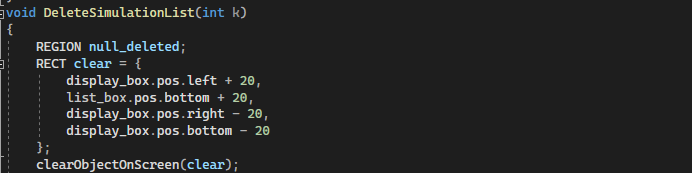 void DeleteSimulationList(int k)
{
REGION null_deleted;
RECT clear = {
display_box.pos.left + 20,
list_box.pos.bottom + 20,
display_box.pos.right - 20,
display_box.pos.bottom - 20
};
clearObjectOnScreen(clear);